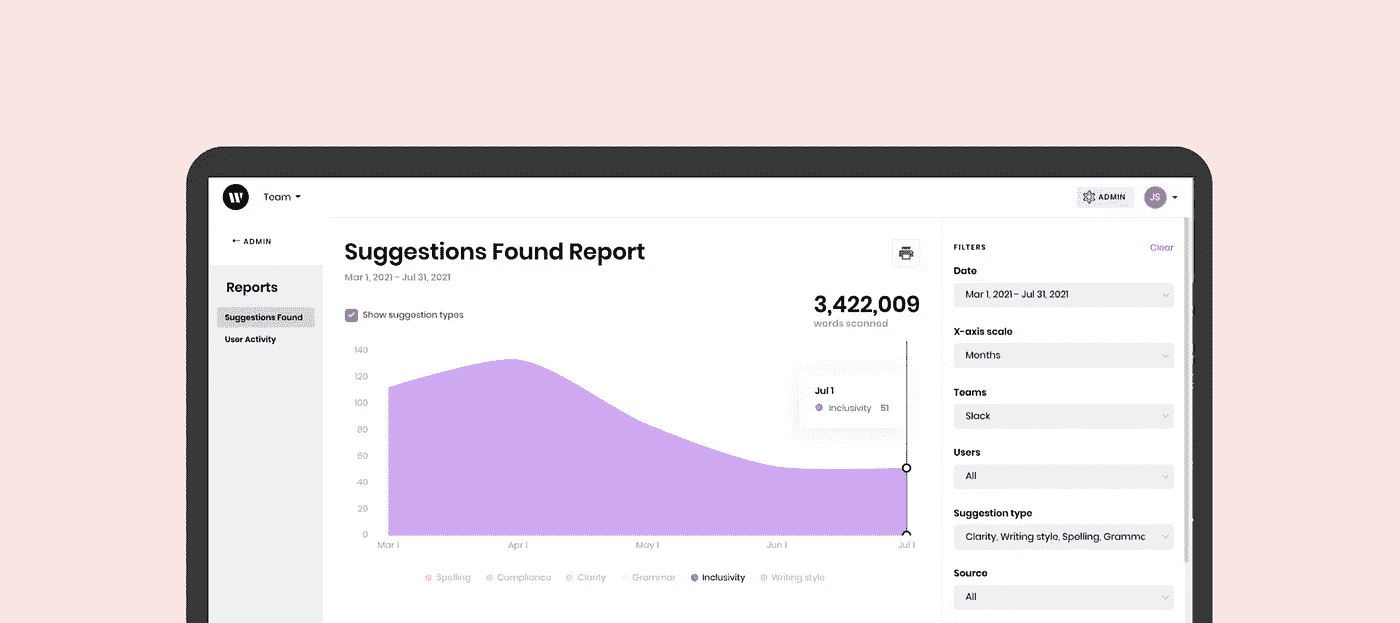 W Team ADMIN JS
← ADMIN
Reports
Suggestions Found
User Activity
Suggestions Found Report
Mar 1, 2021 - Jul 31, 2021
Show suggestion types
3,422,009
words scanned
140
120
100
80
60
40
20
0
Jul 1
Inclusivity 51
Mar 1 Apr 1 May 1 Jun 1 Jul 1
Spelling Compliance Clarity Grammar Inclusivity Writing style
FILTERS Clear
Date
Mar 1, 2021 - Jul 31, 2021
X-axis scale
Months
Teams
Slack
Users
All
Suggestion type
Clarity, Writing style, Spelling, Gramma
Source
All